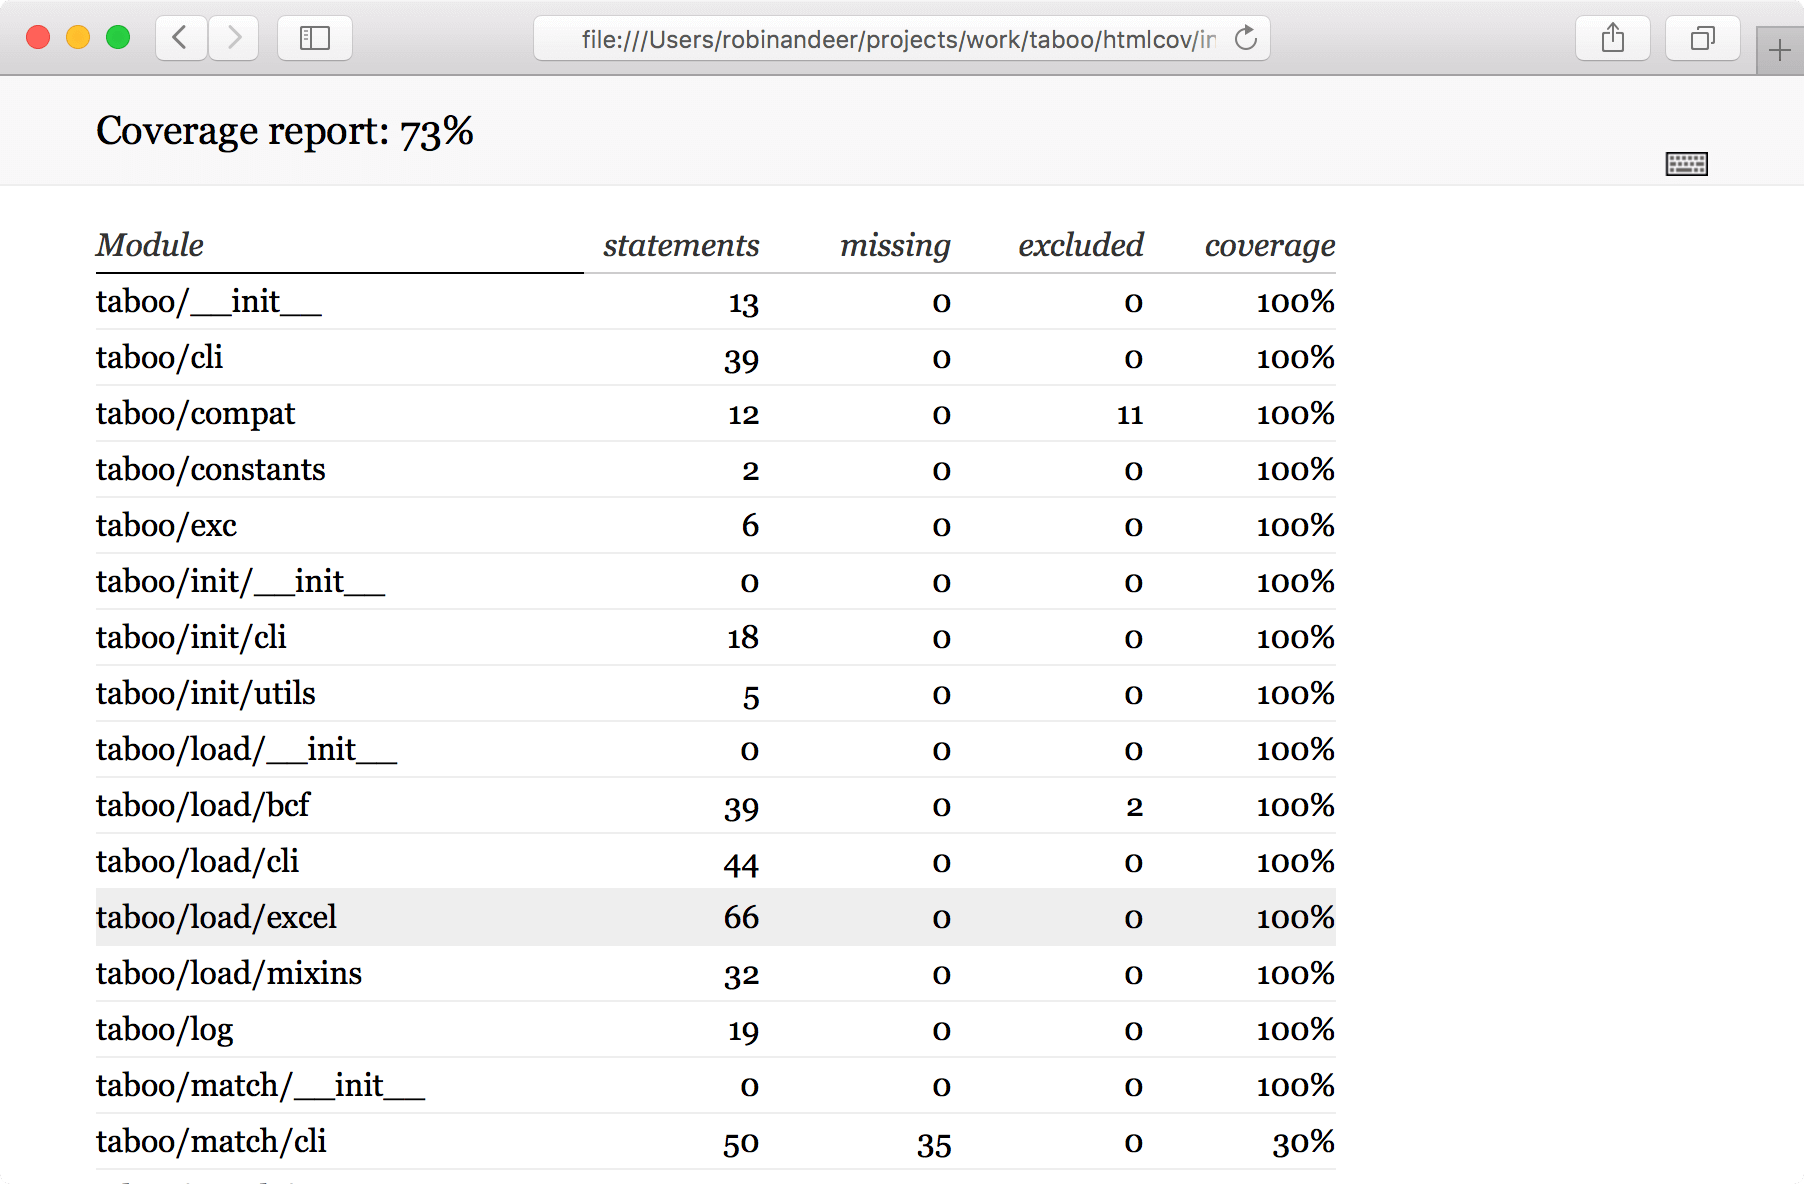 file:///Users/robinandeer/projects/work/taboo/htmlcov/
Coverage report: 73%
Module statements missing excluded coverage
taboo/__init__ 13 0 0 100%
taboo/cli 39 0 0 100%
taboo/compat 12 0 11 100%
taboo/constants 2 0 0 100%
taboo/exc 6 0 0 100%
taboo/init/__init__ 0 0 0 100%
taboo/init/cli 18 0 0 100%
taboo/init/utils 5 0 0 100%
taboo/load/__init__ 0 0 0 100%
taboo/load/bcf 39 0 2 100%
taboo/load/cli 44 0 0 100%
taboo/load/excel 66 0 0 100%
taboo/load/mixins 32 0 0 100%
taboo/log 19 0 0 100%
taboo/match/__init__ 0 0 0 100%
taboo/match/cli 50 35 0 30%